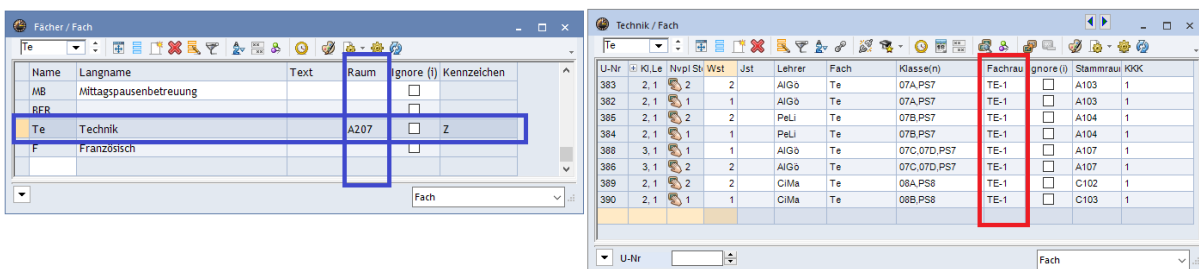 Fächer / Fach
Te
Name Langname Text Raum Ignore (i) Kennzeichen
MB Mittagspausenbetreuung
BFR
Te Technik A207 Z
F Französisch
Fach
Technik / Fach
Te
U-Nr Kl,Le Nvpl St Wst Jst Lehrer Fach Klasse(n) Fachrau gnore (i) Stammraun KKK
383 2, 1 2 2 AlGö Te 07A,PS7 TE-1 A103 1
382 2, 1 1 1 AlGö Te 07A,PS7 TE-1 A103 1
385 2, 1 2 2 PeLi Te 07B,PS7 TE-1 A104 1
384 2, 1 1 1 PeLi Te 07B,PS7 TE-1 A104 1
388 3, 1 1 1 AlGö Te 07C,07D,PS7 TE-1 A107 1
386 3, 1 2 2 AlGö Te 07C,07D,PS7 TE-1 A107 1
389 2, 1 2 2 CiMa Te 08A,PS8 TE-1 C102 1
390 2, 1 1 1 CiMa Te 08B,PS8 TE-1 C103 1
U-Nr
Fach